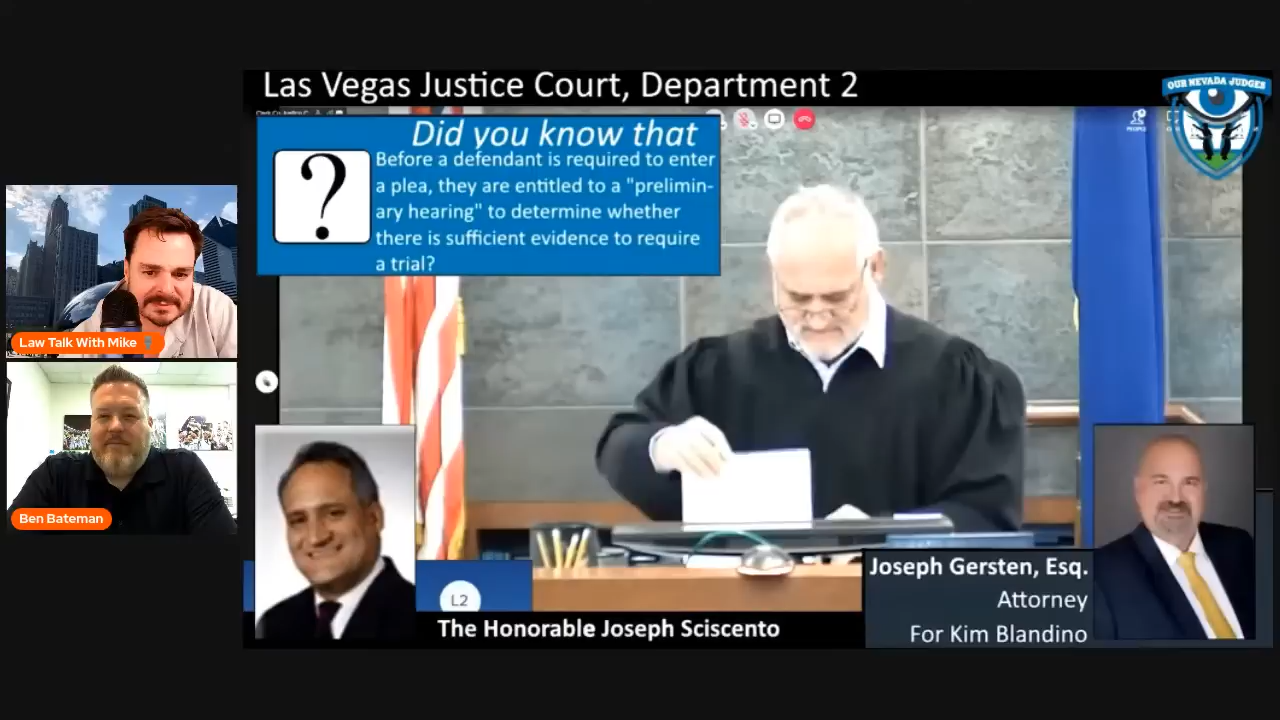 Las Vegas Justice Court, Department 2
OUR NEVADA JUDGES
PEOPLE
Did you know that
?
Before a defendant is required to enter
a plea, they are entitled to a "prelimin-
ary hearing" to determine whether
there is sufficient evidence to require
a trial?
Law Talk With Mike
Ben Bateman
L2
The Honorable Joseph Sciscento
Joseph Gersten, Esq.
Attorney
For Kim Blandino